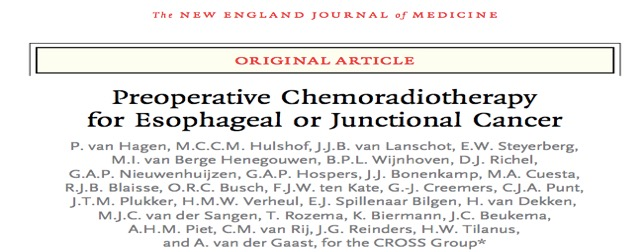 The NEW ENGLAND JOURNAL of MEDICINE
ORIGINAL ARTICLE
Preoperative Chemoradiotherapy
for Esophageal or Junctional Cancer
P. van Hagen, M.C.C.M. Hulshof, J.J.B. van Lanschot, E.W. Steyerberg,
M.I. van Berge Henegouwen, B.P.L. Wijnhoven, D.J. Richel,
G.A.P. Nieuwenhuijzen, G.A.P. Hospers, J.J. Bonenkamp, M.A. Cuesta,
R.J.B. Blaisse, O.R.C. Busch, F.J.W. ten Kate, G.-J. Creemers, C.J.A. Punt,
J.T.M. Plukker, H.M.W. Verheul, E.J. Spillenaar Bilgen, H. van Dekken,
M.J.C. van der Sangen, T. Rozema, K. Biermann, J.C. Beukema,
A.H.M. Piet, C.M. van Rij, J.G. Reinders, H.W. Tilanus,
and A. van der Gaast, for the CROSS Group*